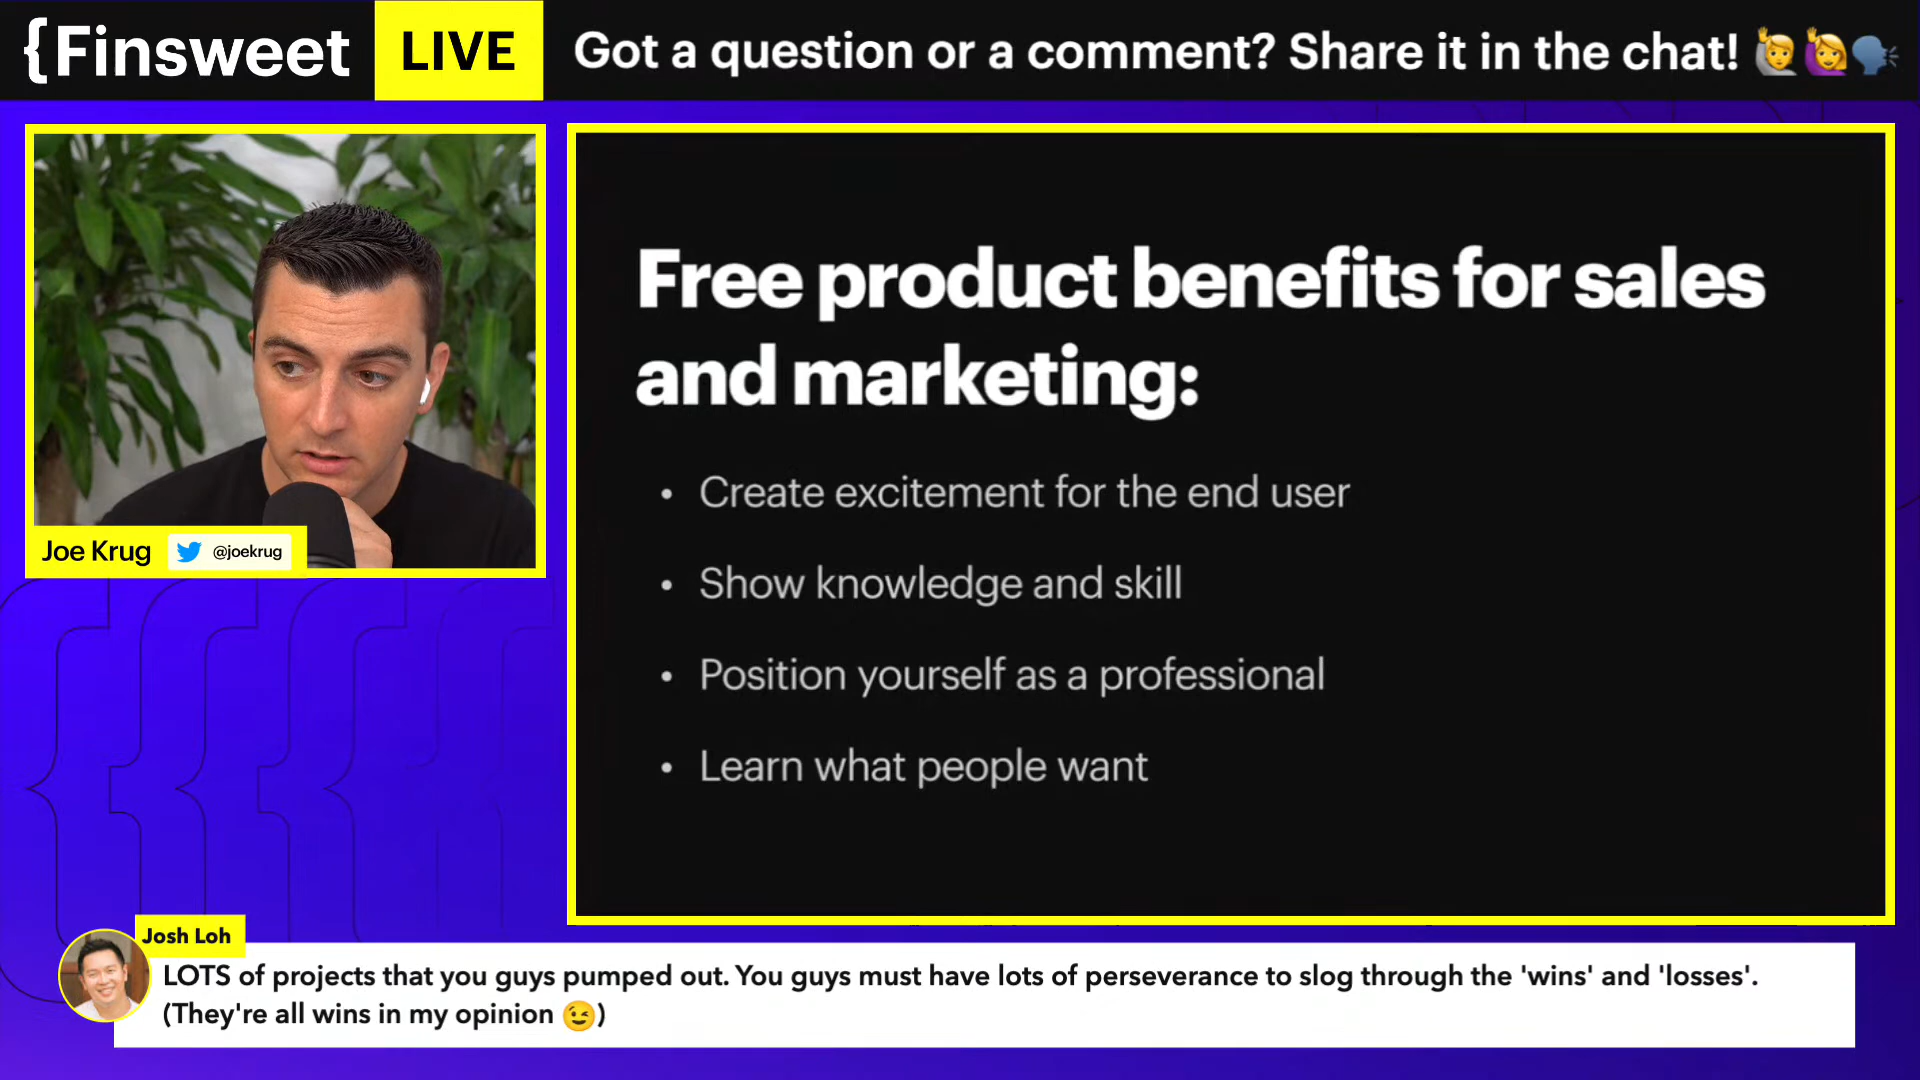 {Finsweet LIVE Got a question or a comment? Share it in the chat! 🙋🙋‍♀️🗣️
Joe Krug @joekrug
Free product benefits for sales
and marketing:
• Create excitement for the end user
• Show knowledge and skill
• Position yourself as a professional
• Learn what people want
Josh Loh
LOTS of projects that you guys pumped out. You guys must have lots of perseverance to slog through the 'wins' and 'losses'.
(They're all wins in my opinion 😉)